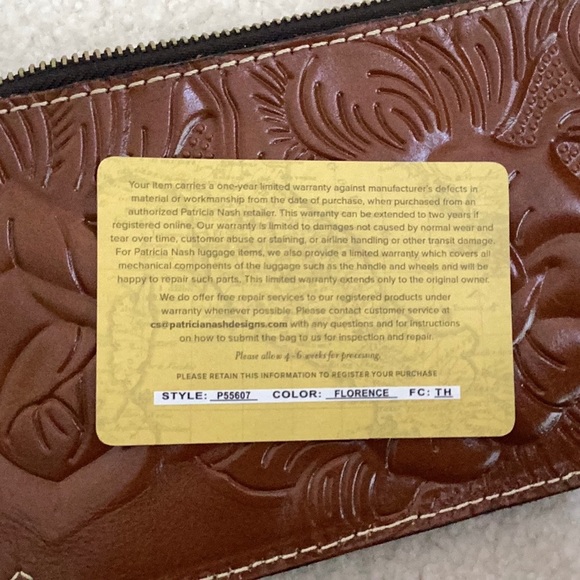 Your item carries a one-year limited warranty against manufacturer's defects in
material or workmanship from the date of purchase, when purchased from an
authorized Patricia Nash retailer. This warranty can be extended to two years if
registered online. Our warranty is limited to damages not caused by normal wear and
tear over time, customer abuse or staining, or airline handling or other transit damage.
For Patricia Nash luggage items, we also provide a limited warranty which covers all
mechanical components of the luggage such as the handle and wheels and will be
happy to repair such parts. This limited warranty extends only to the original owner.
We do offer free repair services to our registered products under
warranty whenever possible. Please contact customer service at
cs@patricianashdesigns.com with any questions and for instructions
on how to submit the bag to us for inspection and repair.
Please allow 4-6 weeks for processing.
PLEASE RETAIN THIS INFORMATION TO REGISTER YOUR PURCHASE
STYLE: P55607 COLOR: FLORENCE FC: TH